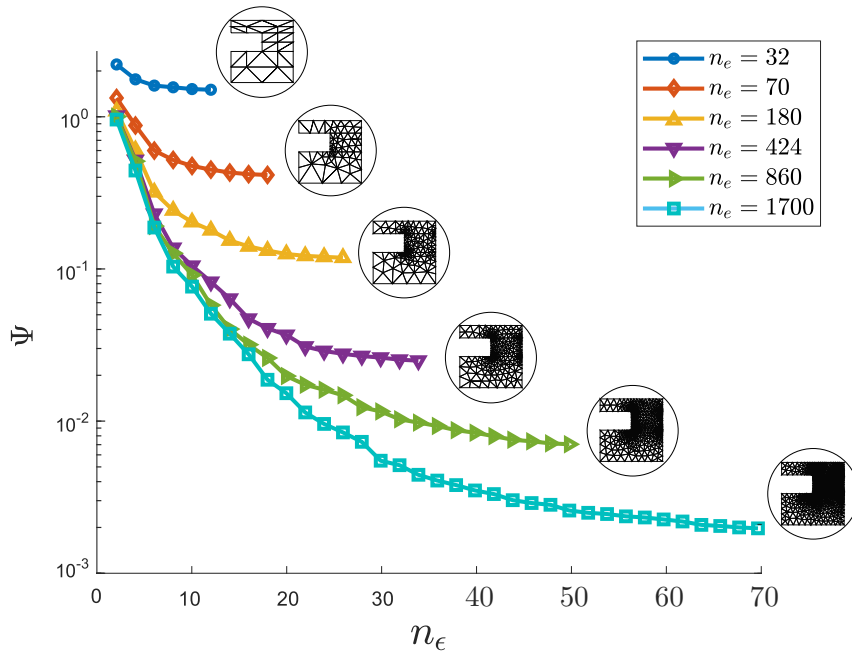 n_e = 32
n_e = 70
n_e = 180
n_e = 424
n_e = 860
n_e = 1700
10^0
10^-1
10^-2
10^-3
Ψ
0 10 20 30 40 50 60 70
n_ϵ